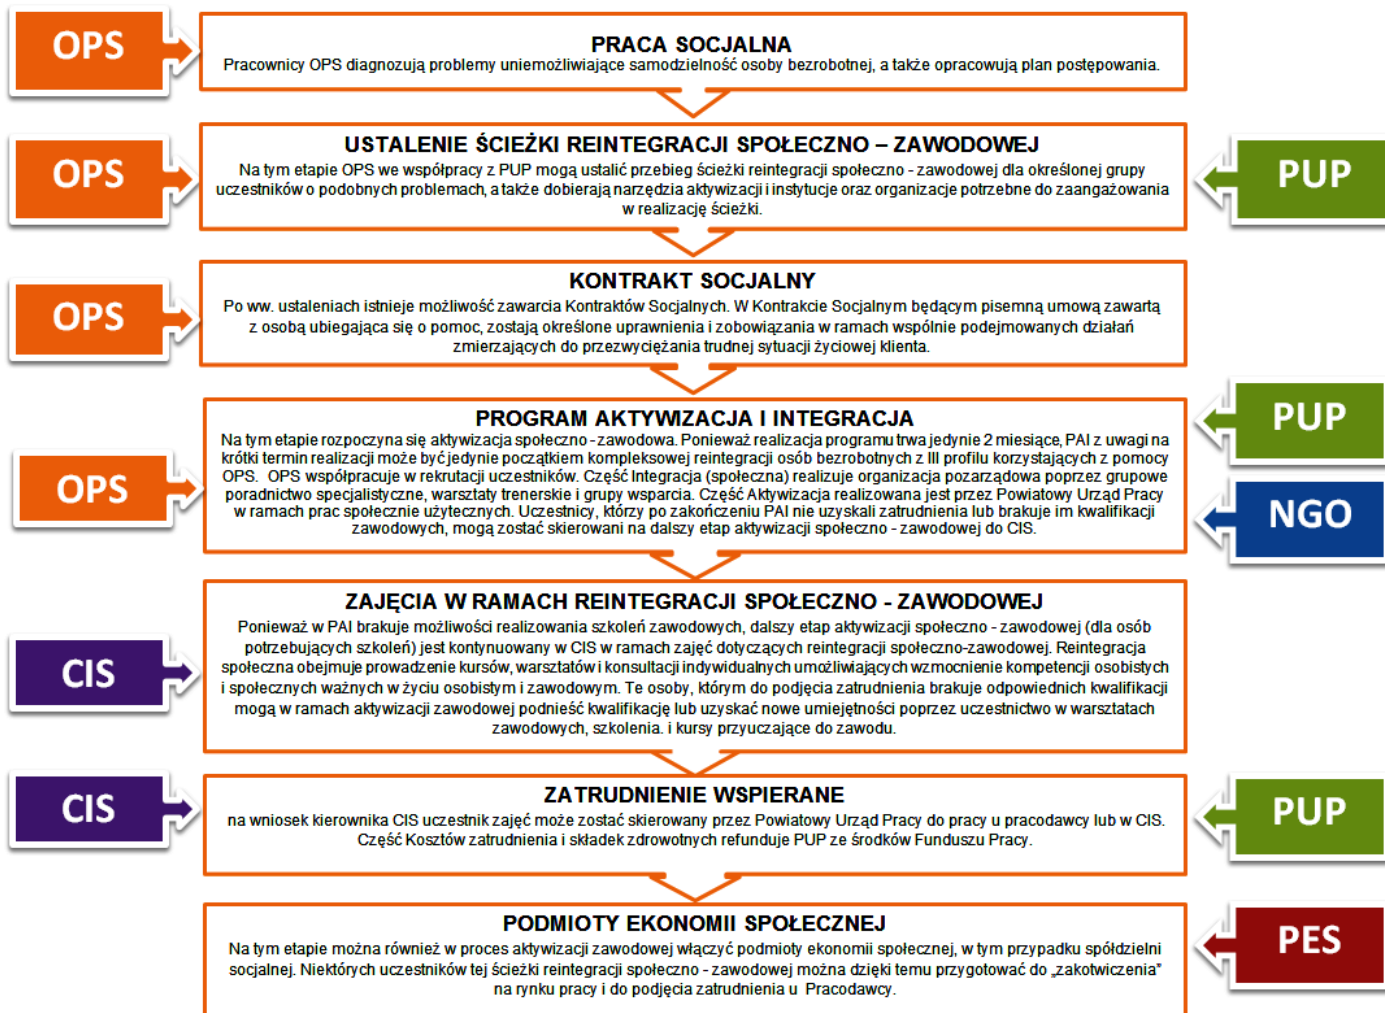 OPS
PRACA SOCJALNA
Pracownicy OPS diagnozują problemy uniemożliwiające samodzielność osoby bezrobotnej, a także opracowują plan postępowania.
OPS
USTALENIE ŚCIEŻKI REINTEGRACJI SPOŁECZNO – ZAWODOWEJ
Na tym etapie OPS we współpracy z PUP mogą ustalić przebieg ścieżki reintegracji społeczno - zawodowej dla określonej grupy
uczestników o podobnych problemach, a także dobierają narzędzia aktywizacji i instytucje oraz organizacje potrzebne do zaangażowania
w realizację ścieżki.
PUP
OPS
KONTRAKT SOCJALNY
Po ww. ustaleniach istnieje możliwość zawarcia Kontraktów Socjalnych. W Kontrakcie Socjalnym będącym pisemną umową zawartą
z osobą ubiegająca się o pomoc, zostają określone uprawnienia i zobowiązania w ramach wspólnie podejmowanych działań
zmierzających do przezwyciężania trudnej sytuacji życiowej klienta.
OPS
PROGRAM AKTYWIZACJA I INTEGRACJA
Na tym etapie rozpoczyna się aktywizacja społeczno - zawodowa. Ponieważ realizacja programu trwa jedynie 2 miesiące, PAI z uwagi na
krótki termin realizacji może być jedynie początkiem kompleksowej reintegracji osób bezrobotnych z III profilu korzystających z pomocy
OPS. OPS współpracuje w rekrutacji uczestników. Część Integracja (społeczna) realizuje organizacja pozarządowa poprzez grupowe
poradnictwo specjalistyczne, warsztaty trenerskie i grupy wsparcia. Część Aktywizacja realizowana jest przez Powiatowy Urząd Pracy
w ramach prac społecznie użytecznych. Uczestnicy, którzy po zakończeniu PAI nie uzyskali zatrudnienia lub brakuje im kwalifikacji
zawodowych, mogą zostać skierowani na dalszy etap aktywizacji społeczno - zawodowej do CIS.
PUP
NGO
CIS
ZAJĘCIA W RAMACH REINTEGRACJI SPOŁECZNO - ZAWODOWEJ
Ponieważ w PAI brakuje możliwości realizowania szkoleń zawodowych, dalszy etap aktywizacji społeczno - zawodowej (dla osób
potrzebujących szkoleń) jest kontynuowany w CIS w ramach zajęć dotyczących reintegracji społeczno-zawodowej. Reintegracja
społeczna obejmuje prowadzenie kursów, warsztatów i konsultacji indywidualnych umożliwiających wzmocnienie kompetencji osobistych
i społecznych ważnych w życiu osobistym i zawodowym. Te osoby, którym do podjęcia zatrudnienia brakuje odpowiednich kwalifikacji
mogą w ramach aktywizacji zawodowej podnieść kwalifikację lub uzyskać nowe umiejętności poprzez uczestnictwo w warsztatach
zawodowych, szkolenia. i kursy przyuczające do zawodu.
CIS
ZATRUDNIENIE WSPIERANE
na wniosek kierownika CIS uczestnik zajęć może zostać skierowany przez Powiatowy Urząd Pracy do pracy u pracodawcy lub w CIS.
Część Kosztów zatrudnienia i składek zdrowotnych refunduje PUP ze środków Funduszu Pracy.
PUP
PODMIOTY EKONOMII SPOŁECZNEJ
Na tym etapie można również w proces aktywizacji zawodowej włączyć podmioty ekonomii społecznej, w tym przypadku spółdzielni
socjalnej. Niektórych uczestników tej ścieżki reintegracji społeczno - zawodowej można dzięki temu przygotować do „zakotwiczenia”
na rynku pracy i do podjęcia zatrudnienia u Pracodawcy.
PES